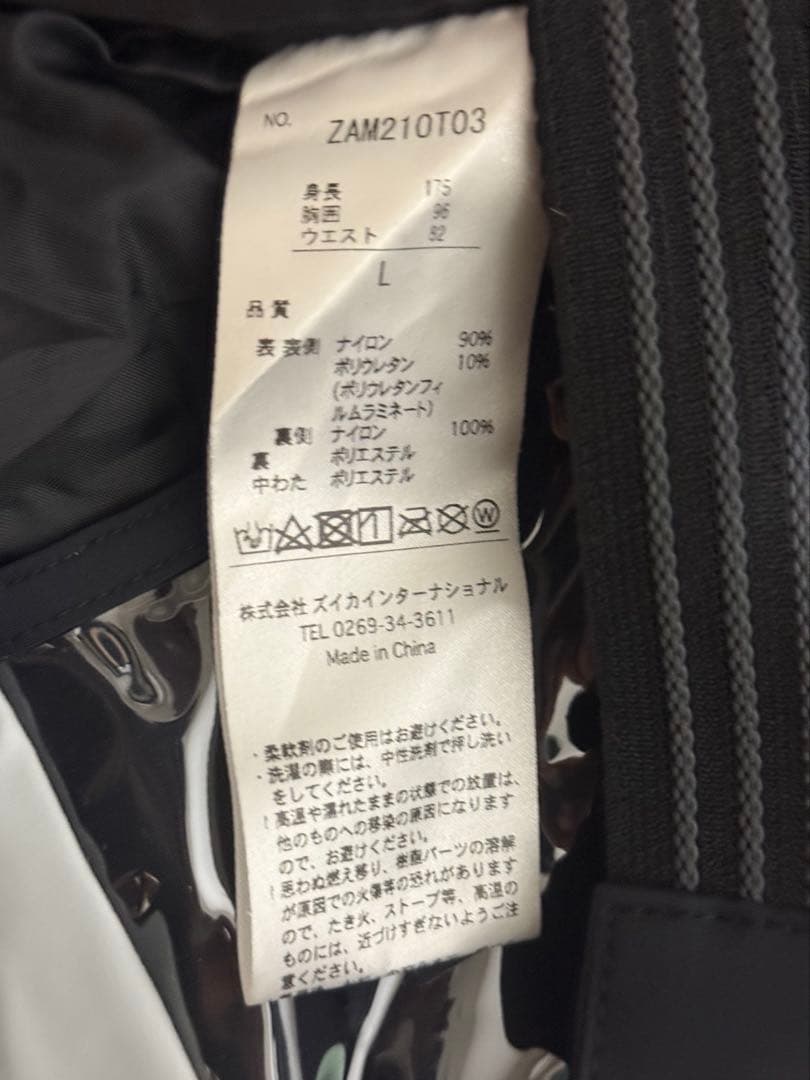 NO. ZAM210T03
身長 175
胸囲 96
ウエスト 82
L
品質
表 表側 ナイロン 90%
ポリウレタン 10%
(ポリウレタンフィ
ルムラミネート)
裏側 ナイロン 100%
裏 ポリエステル
中わた ポリエステル
W
株式会社 ズイカインターナショナル
TEL 0269-34-3611
Made in China
・柔軟剤のご使用はお避けください。
・洗濯の際には、中性洗剤で押し洗い
をしてください。
！高温や濡れたままの状態での放置は、
他のものへの移染の原因になります
ので、お避けください。
！思わぬ燃え移り、樹脂パーツの溶解
が原因での火傷等の恐れがあります
ので、たき火、ストーブ等、高温の
ものには、近づけすぎないようご注
意ください。